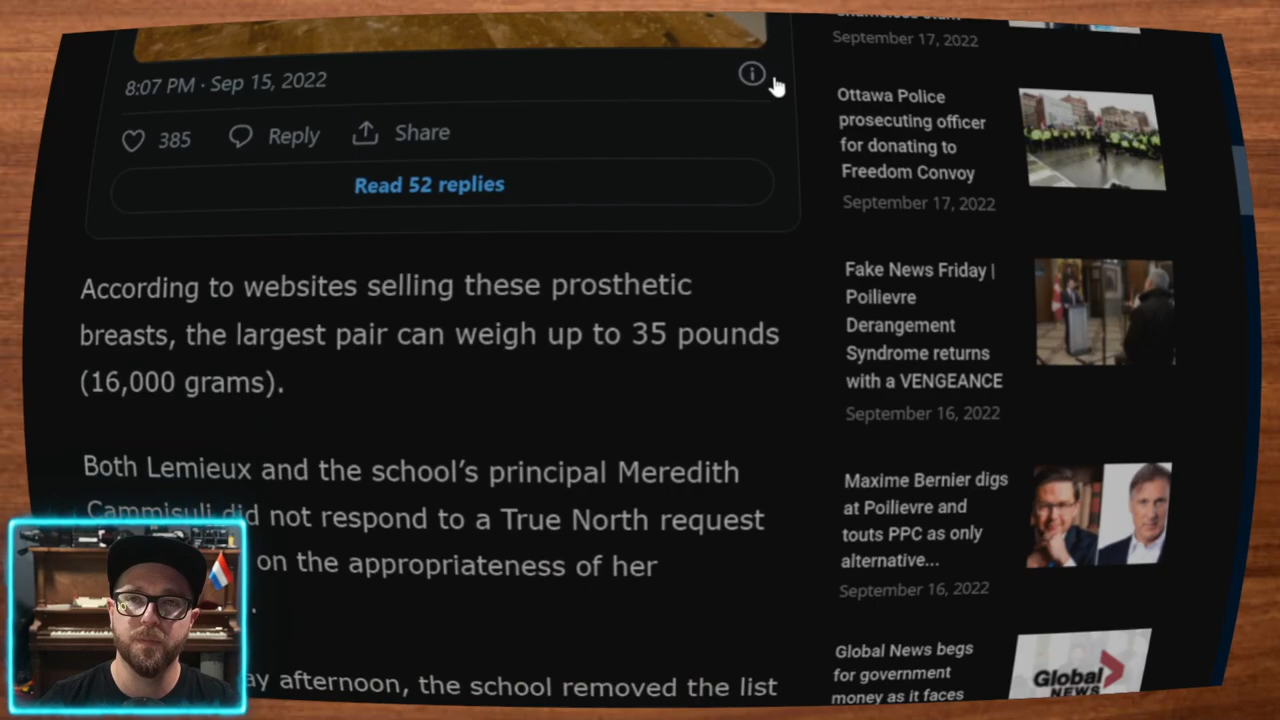 8:07 PM · Sep 15, 2022
385
Reply
Share
Read 52 replies
According to websites selling these prosthetic
breasts, the largest pair can weigh up to 35 pounds
(16,000 grams).
Both Lemieux and the school's principal Meredith
Cammisuli did not respond to a True North request
on the appropriateness of her
.
ay afternoon, the school removed the list
September 17, 2022
Ottawa Police
prosecuting officer
for donating to
Freedom Convoy
September 17, 2022
Fake News Friday |
Poilievre
Derangement
Syndrome returns
with a VENGEANCE
September 16, 2022
Maxime Bernier digs
at Poilievre and
touts PPC as only
alternative...
September 16, 2022
Global News begs
for government
money as it faces
Global
NEWS